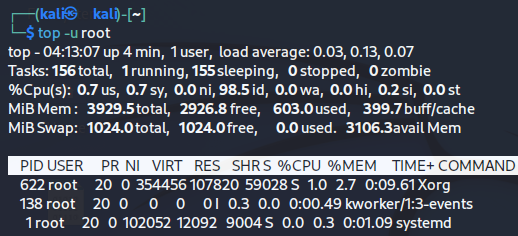 ┌──(kali㉿ kali)-[~]
└─$ top -u root
top - 04:13:07 up 4 min, 1 user, load average: 0.03, 0.13, 0.07
Tasks: 156 total, 1 running, 155 sleeping, 0 stopped, 0 zombie
%Cpu(s): 0.7 us, 0.7 sy, 0.0 ni, 98.5 id, 0.0 wa, 0.0 hi, 0.2 si, 0.0 st
MiB Mem : 3929.5 total, 2926.8 free, 603.0 used, 399.7 buff/cache
MiB Swap: 1024.0 total, 1024.0 free, 0.0 used. 3106.3 avail Mem
PID USER PR NI VIRT RES SHR S %CPU %MEM TIME+ COMMAND
622 root 20 0 354456 107820 59028 S 1.0 2.7 0:09.61 Xorg
138 root 20 0 0 0 0 I 0.3 0.0 0:00.49 kworker/1:3-events
1 root 20 0 102052 12092 9004 S 0.0 0.3 0:01.09 systemd